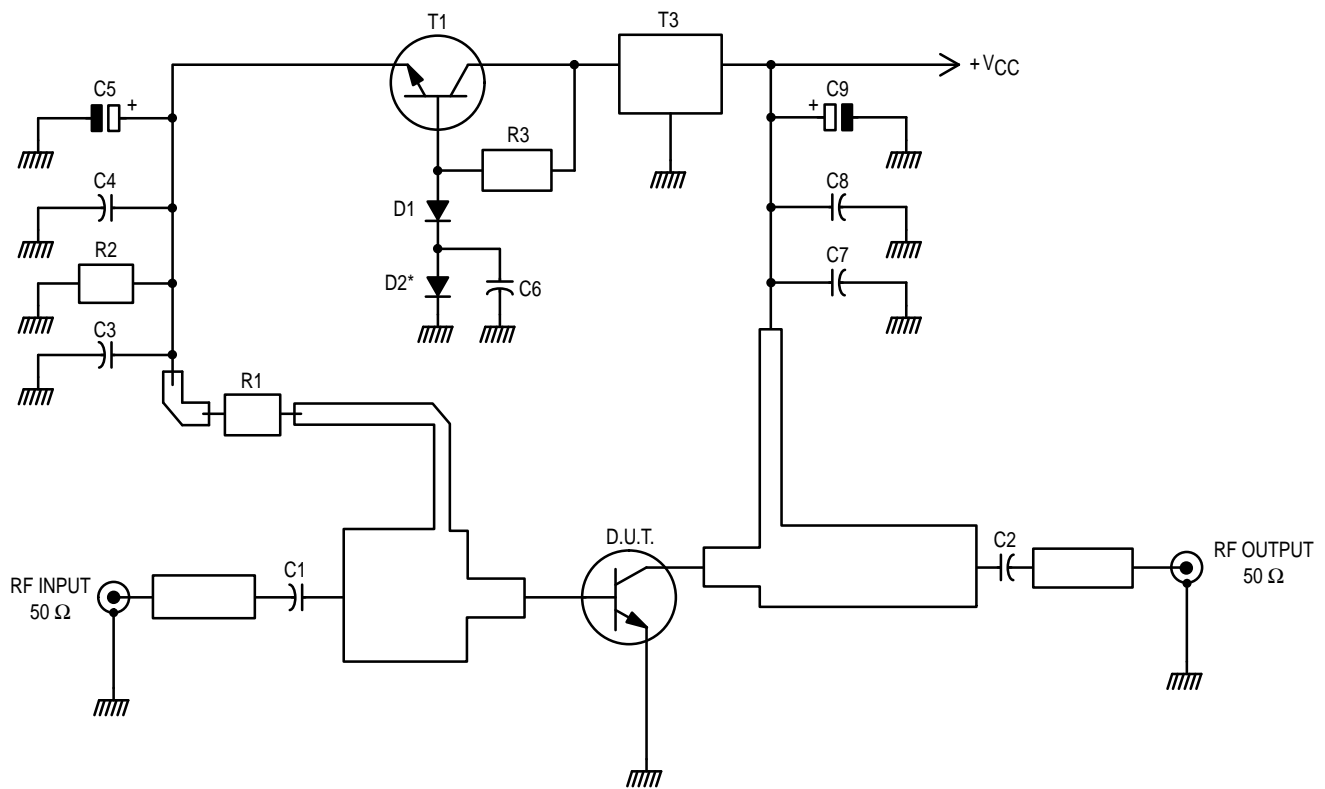 T1
T3
+ VCC
C5
+
C9
+
R3
C4
C8
D1
R2
C7
D2*
C6
C3
R1
D.U.T.
C2
RF OUTPUT
50 Ω
C1
RF INPUT
50 Ω